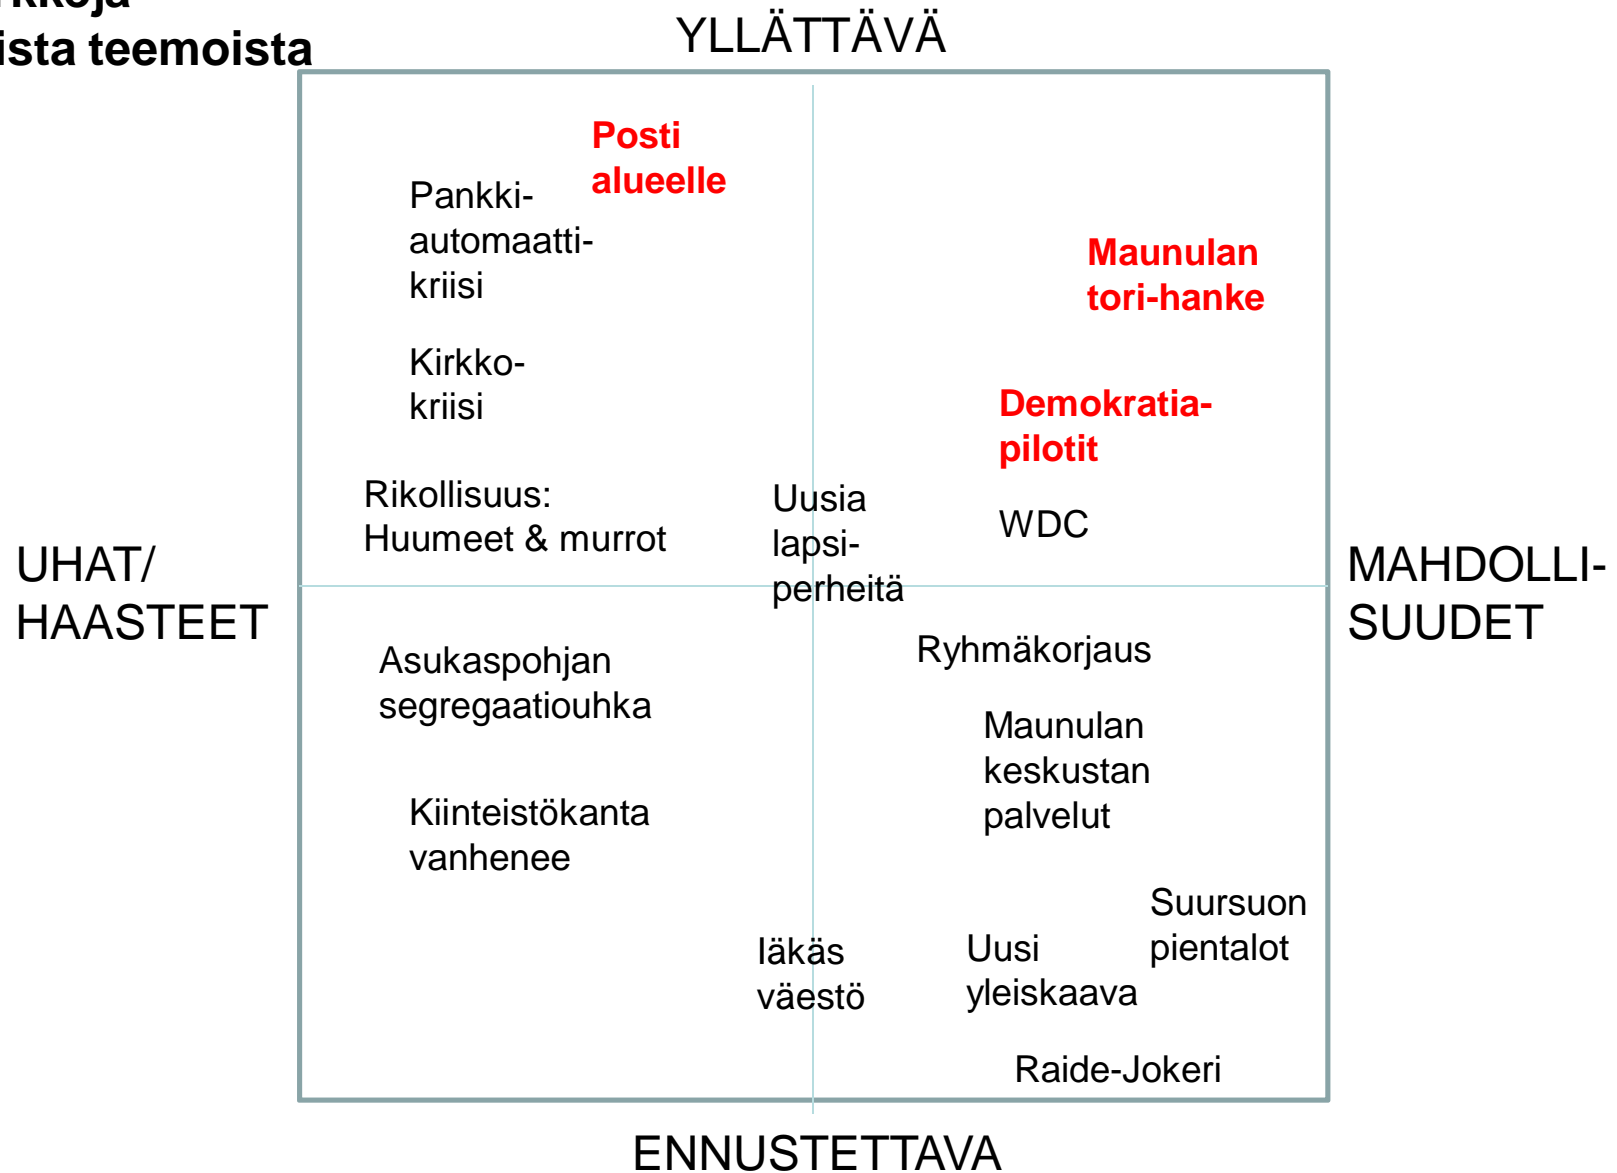 ista teemoista
YLLÄTTÄVÄ
Posti
alueelle
Pankki-
automaatti-
kriisi
Maunulan
tori-hanke
Kirkko-
kriisi
Demokratia-
pilotit
Rikollisuus:
Huumeet & murrot
Uusia
lapsi-
perheitä
WDC
UHAT/
HAASTEET
MAHDOLLI-
SUUDET
Asukaspohjan
segregaatiouhka
Ryhmäkorjaus
Maunulan
keskustan
palvelut
Kiinteistökanta
vanhenee
Suursuon
pientalot
Iäkäs
väestö
Uusi
yleiskaava
Raide-Jokeri
ENNUSTETTAVA